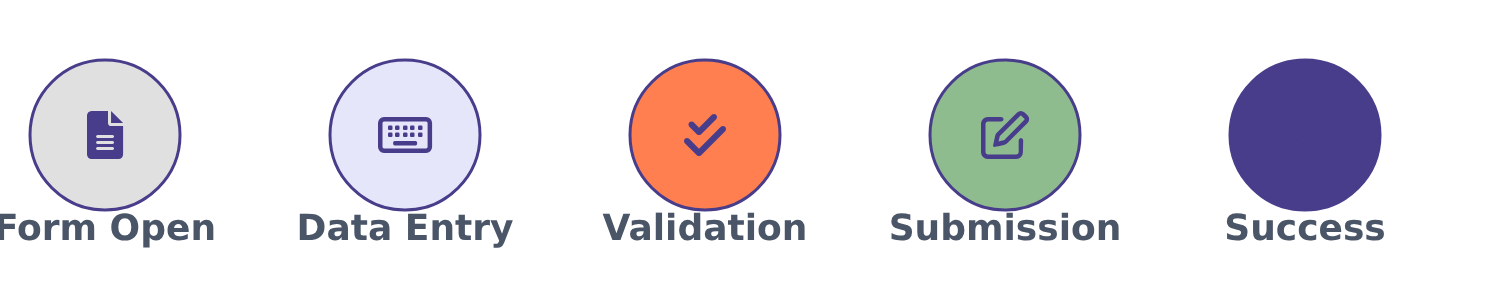 Form Open
Data Entry
Validation
Submission
Success